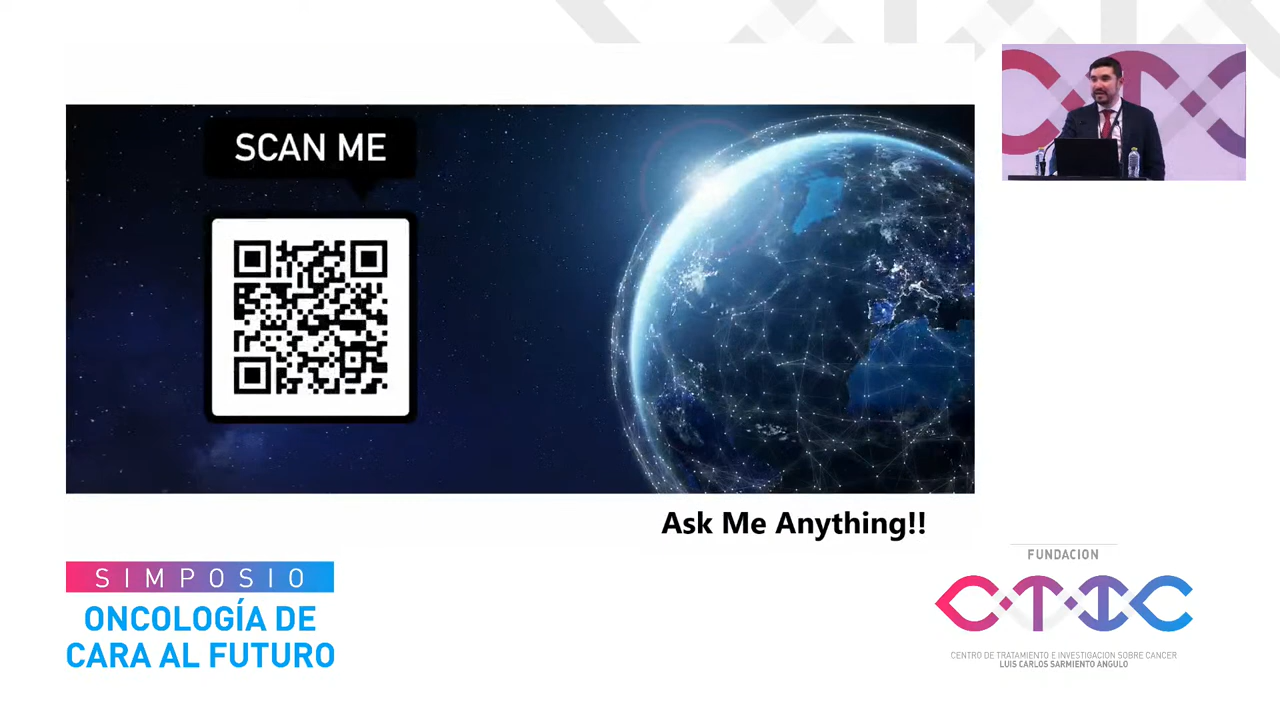 SCAN ME
Ask Me Anything!!
SIMPOSIO
ONCOLOGÍA DE
CARA AL FUTURO
FUNDACION
CTIC
CENTRO DE TRATAMIENTO E INVESTIGACION SOBRE CANCER
LUIS CARLOS SARMIENTO ANGULO